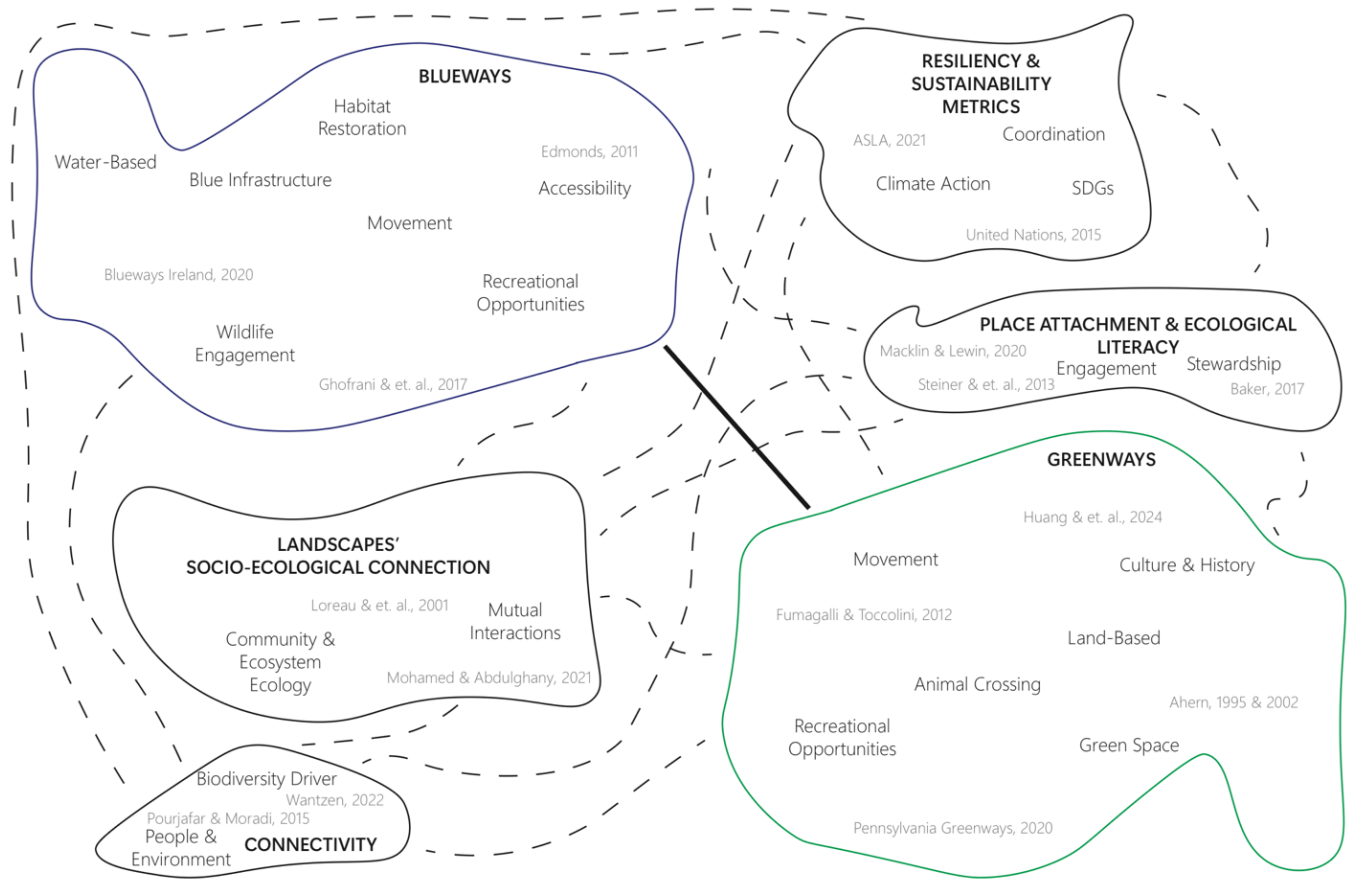 BLUEWAYS
Habitat
Restoration
Edmonds, 2011
Water-Based
Blue Infrastructure
Accessibility
Movement
Blueways Ireland, 2020
Recreational
Opportunities
Wildlife
Engagement
Ghofrani & et. al., 2017
RESILIENCY &
SUSTAINABILITY
METRICS
ASLA, 2021
Coordination
Climate Action
SDGs
United Nations, 2015
PLACE ATTACHMENT & ECOLOGICAL
LITERACY
Macklin & Lewin, 2020
Engagement
Stewardship
Steiner & et. al., 2013
Baker, 2017
LANDSCAPES’
SOCIO-ECOLOGICAL CONNECTION
Loreau & et. al., 2001
Mutual
Interactions
Community &
Ecosystem
Ecology
Mohamed & Abdulghany, 2021
GREENWAYS
Huang & et. al., 2024
Movement
Culture & History
Fumagalli & Toccolini, 2012
Land-Based
Animal Crossing
Ahern, 1995 & 2002
Recreational
Opportunities
Green Space
Pennsylvania Greenways, 2020
Biodiversity Driver
Wantzen, 2022
Pourjafar & Moradi, 2015
People &
Environment
CONNECTIVITY